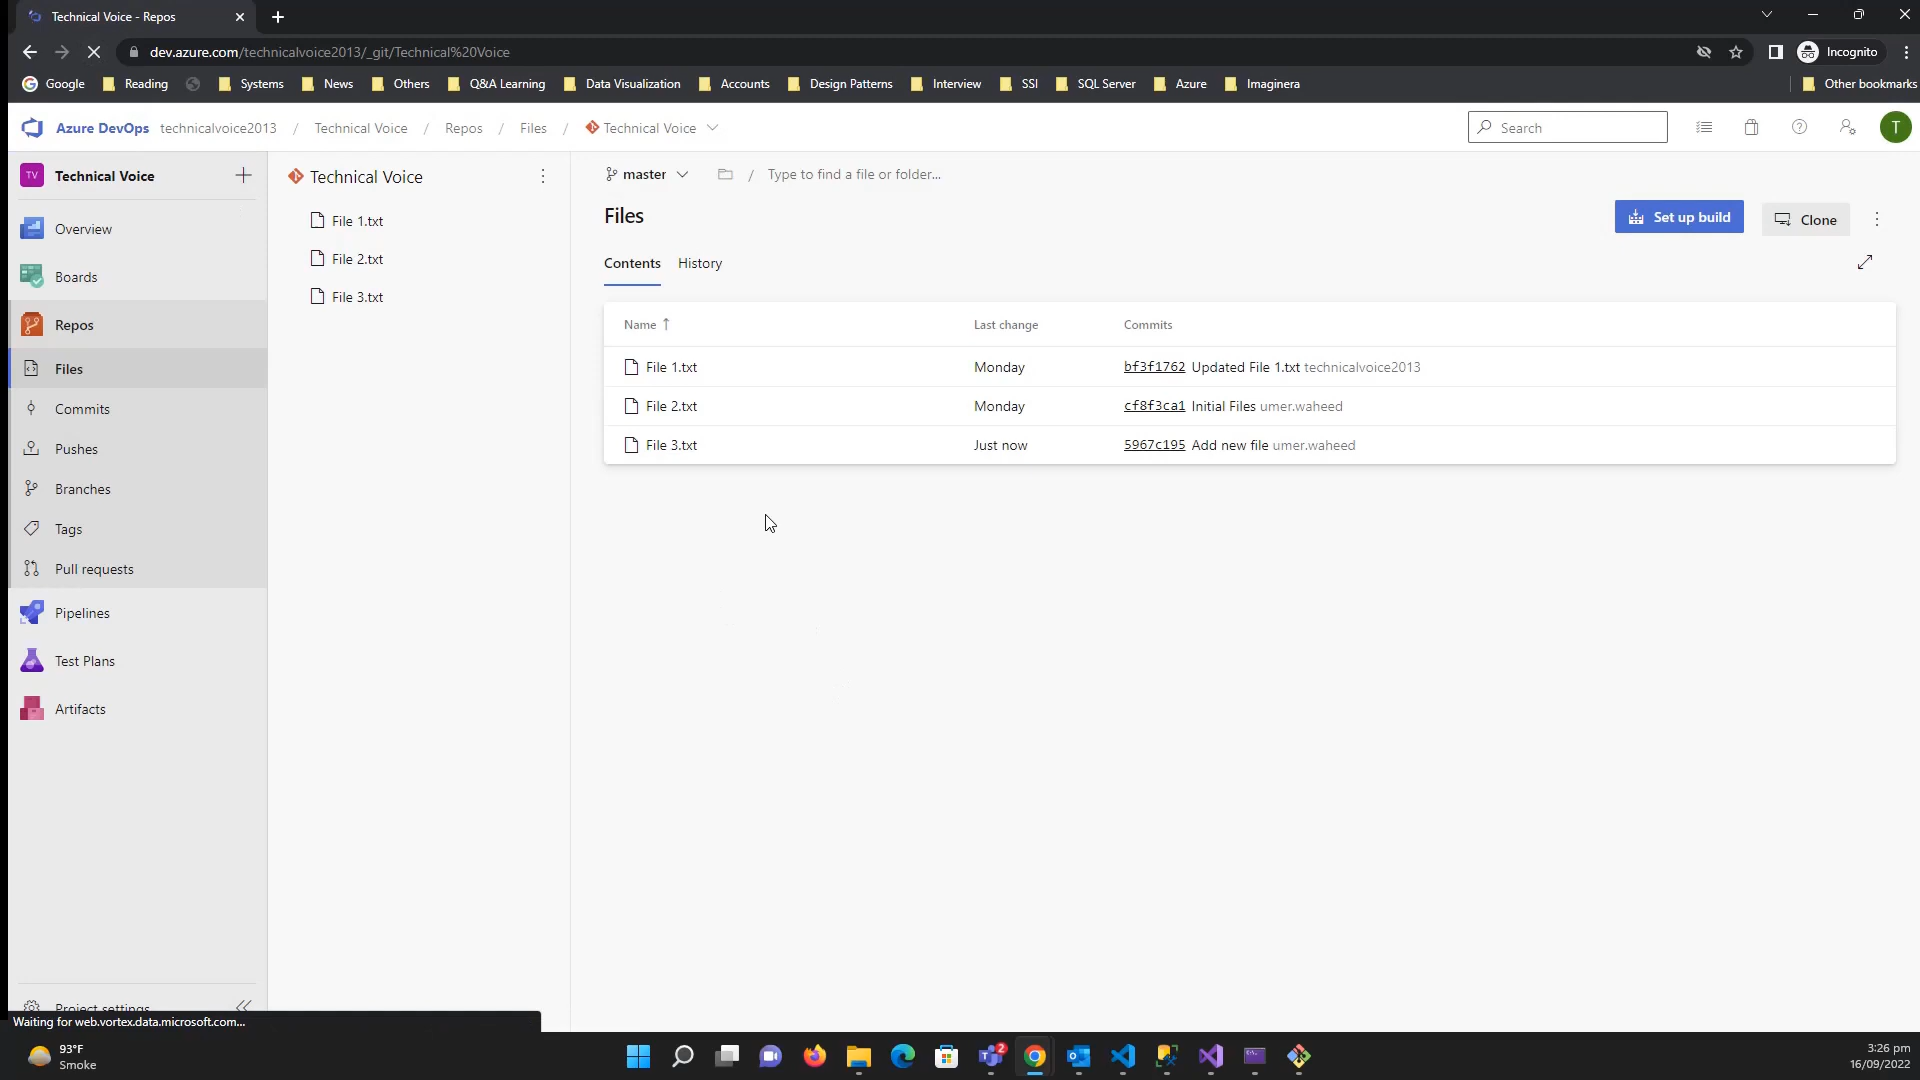 Technical Voice - Repos
dev.azure.com/technicalvoice2013/_git/Technical%20Voice
Incognito
Google
Reading
Systems
News
Others
Q&A Learning
Data Visualization
Accounts
Design Patterns
Interview
SSI
SQL Server
Azure
Imaginera
Other bookmarks
Azure DevOps technicalvoice2013 / Technical Voice / Repos / Files / Technical Voice
Search
T
TV Technical Voice
Overview
Boards
Repos
Files
Commits
Pushes
Branches
Tags
Pull requests
Pipelines
Test Plans
Artifacts
Project settings
Waiting for web.vortex.data.microsoft.com...
Technical Voice
File 1.txt
File 2.txt
File 3.txt
master / Type to find a file or folder...
Files
Set up build
Clone
Contents History
Name Last change Commits
File 1.txt Monday bf3f1762 Updated File 1.txt technicalvoice2013
File 2.txt Monday cf8f3ca1 Initial Files umer.waheed
File 3.txt Just now 5967c195 Add new file umer.waheed
93°F
Smoke
2
3:26 pm
16/09/2022